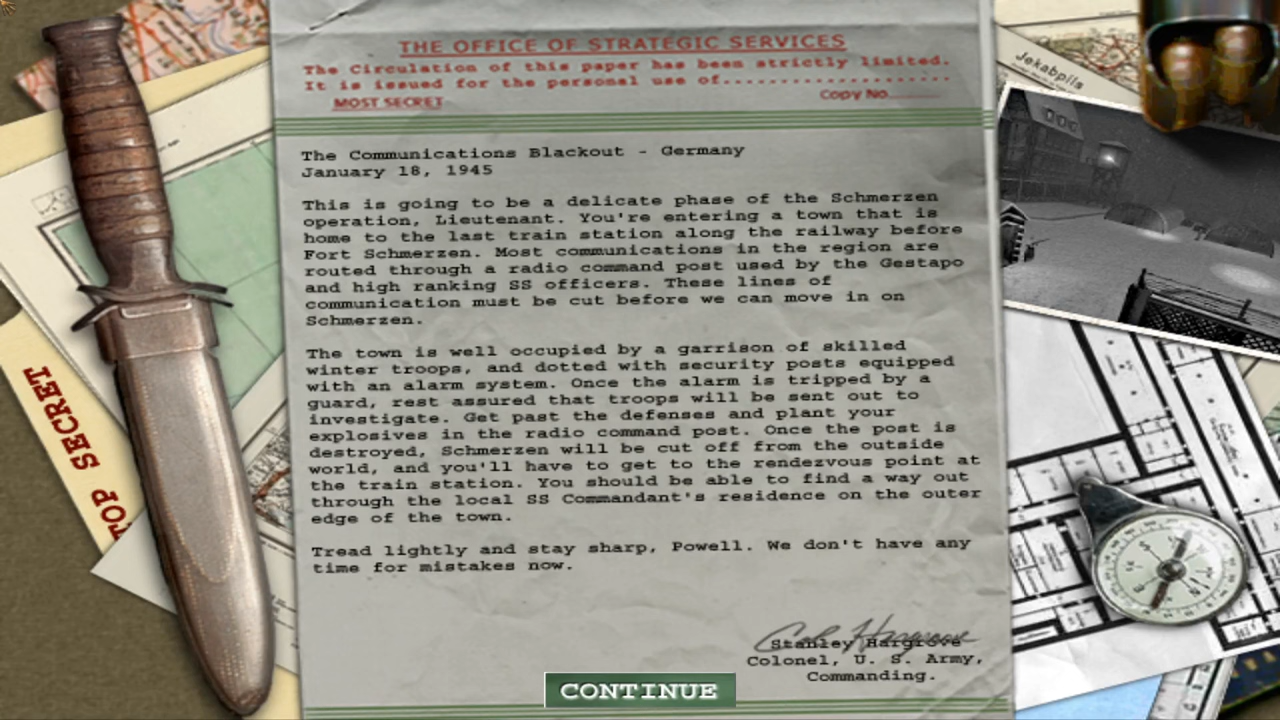 THE OFFICE OF STRATEGIC SERVICES
The Circulation of this paper has been strictly limited.
It is issued for the personal use of.....................
MOST SECRET
Copy No.........
Jekabpils
The Communications Blackout - Germany
January 18, 1945
This is going to be a delicate phase of the Schmerzen
operation, Lieutenant. You're entering a town that is
home to the last train station along the railway before
Fort Schmerzen. Most communications in the region are
routed through a radio command post used by the Gestapo
and high ranking SS officers. These lines of
communication must be cut before we can move in on
Schmerzen.
The town is well occupied by a garrison of skilled
winter troops, and dotted with security posts equipped
with an alarm system. Once the alarm is tripped by a
guard, rest assured that troops will be sent out to
investigate. Get past the defenses and plant your
explosives in the radio command post. Once the post is
destroyed, Schmerzen will be cut off from the outside
world, and you'll have to get to the rendezvous point at
the train station. You should be able to find a way out
through the local SS Commandant's residence on the outer
edge of the town.
Tread lightly and stay sharp, Powell. We don't have any
time for mistakes now.
Stanley Hargrove
Colonel, U. S. Army,
Commanding.
TOP SECRET
CONTINUE